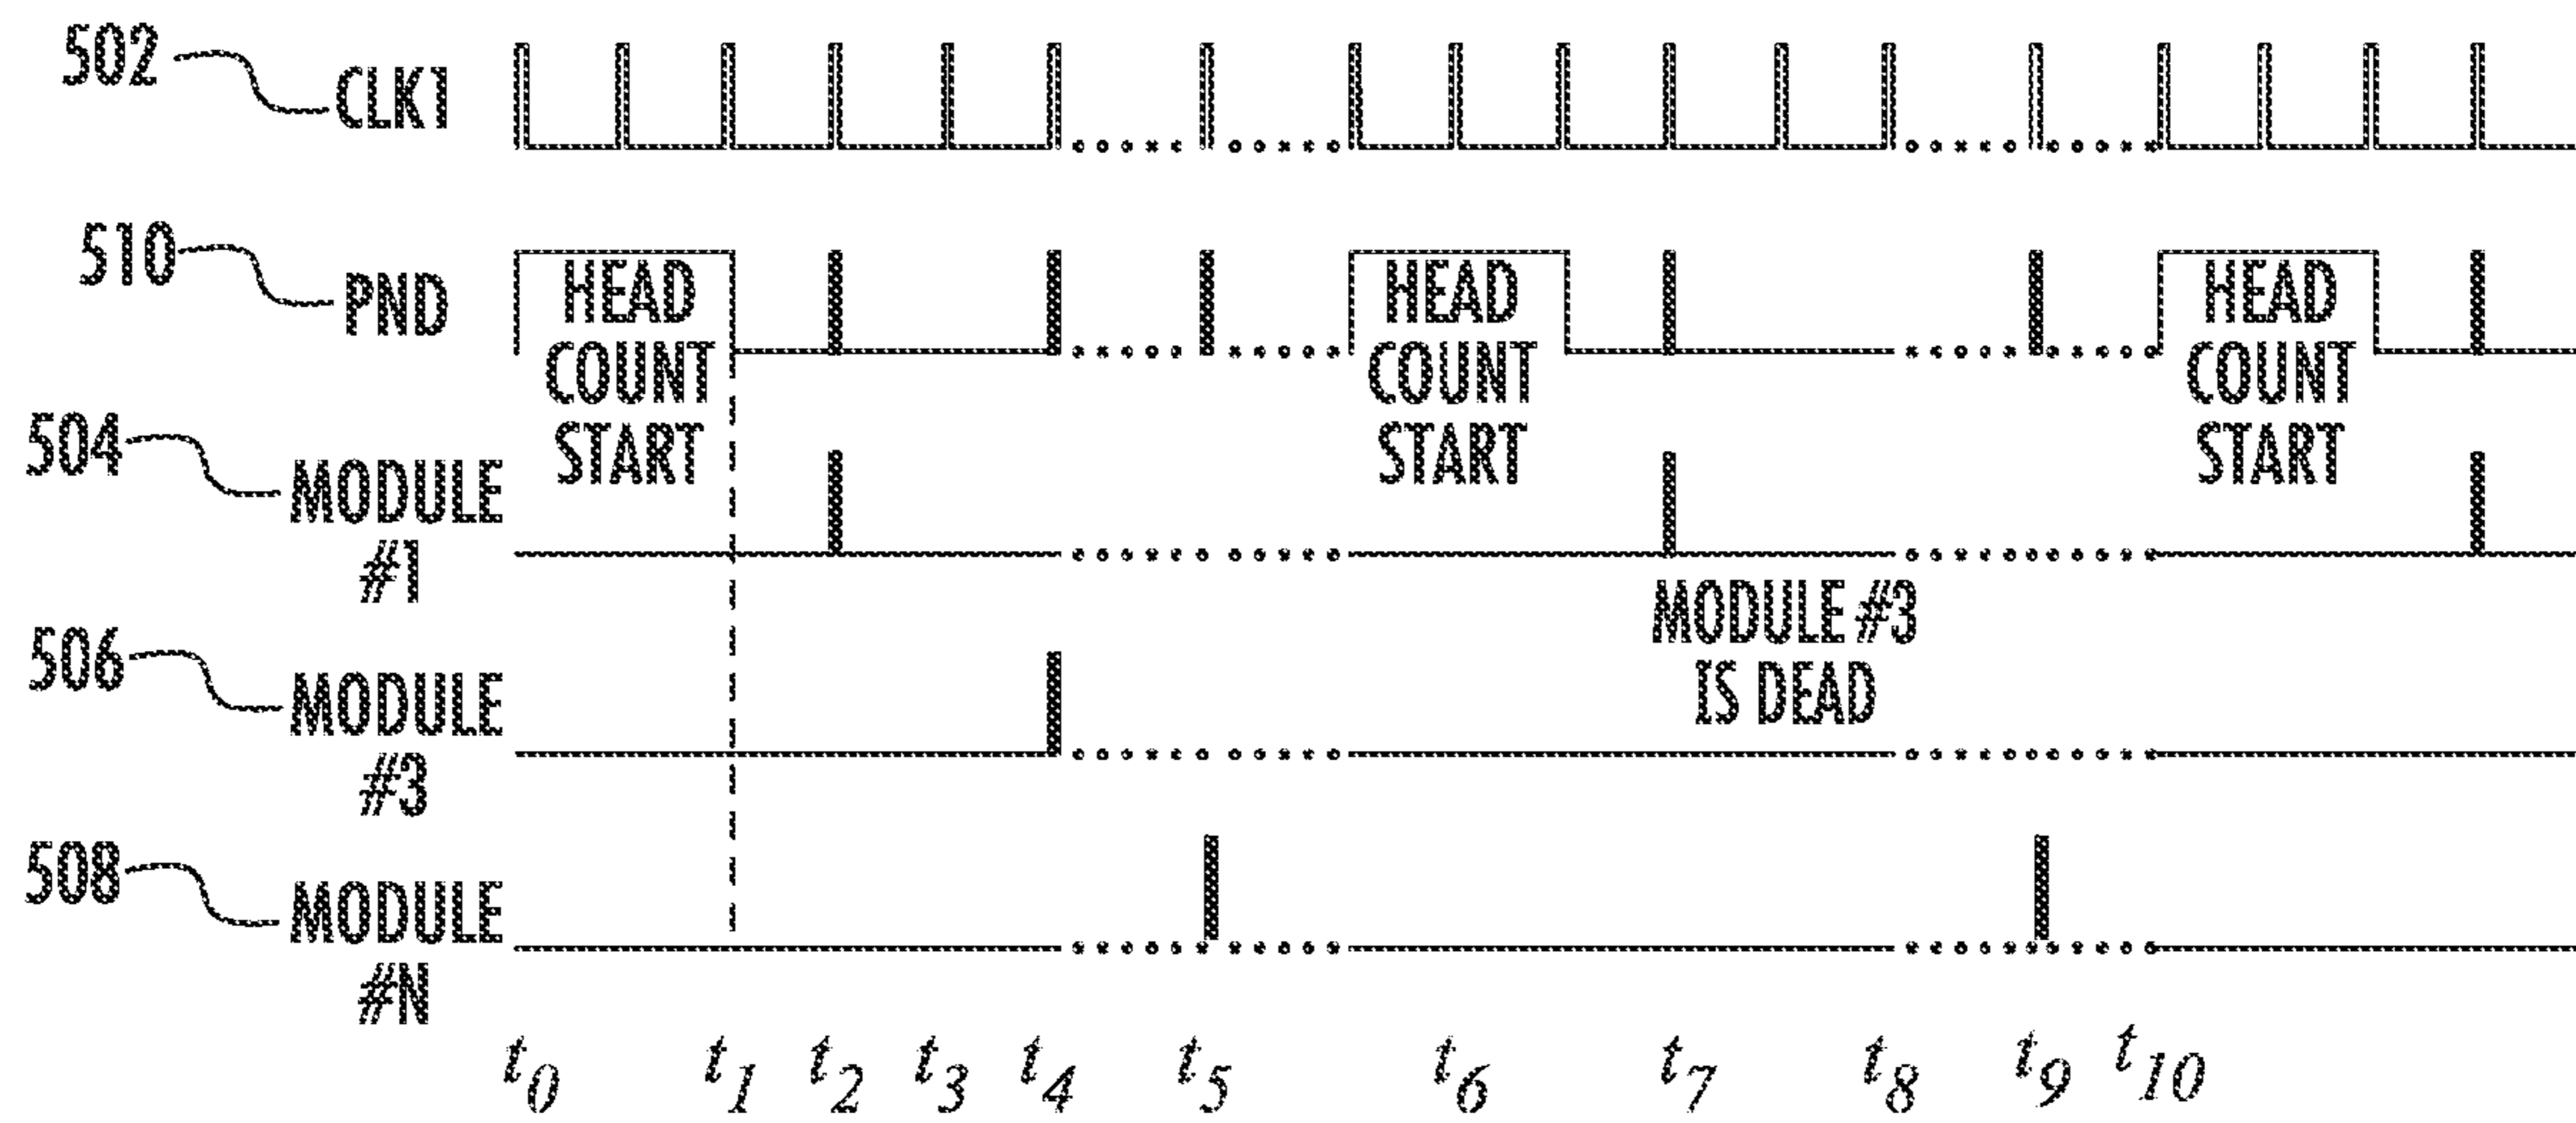 502 CLK1
510 PND
HEAD COUNT START
HEAD COUNT START
HEAD COUNT START
504 MODULE #1
MODULE #3 IS DEAD
506 MODULE #3
508 MODULE #N
t0 t1 t2 t3 t4 t5 t6 t7 t8 t9 t10